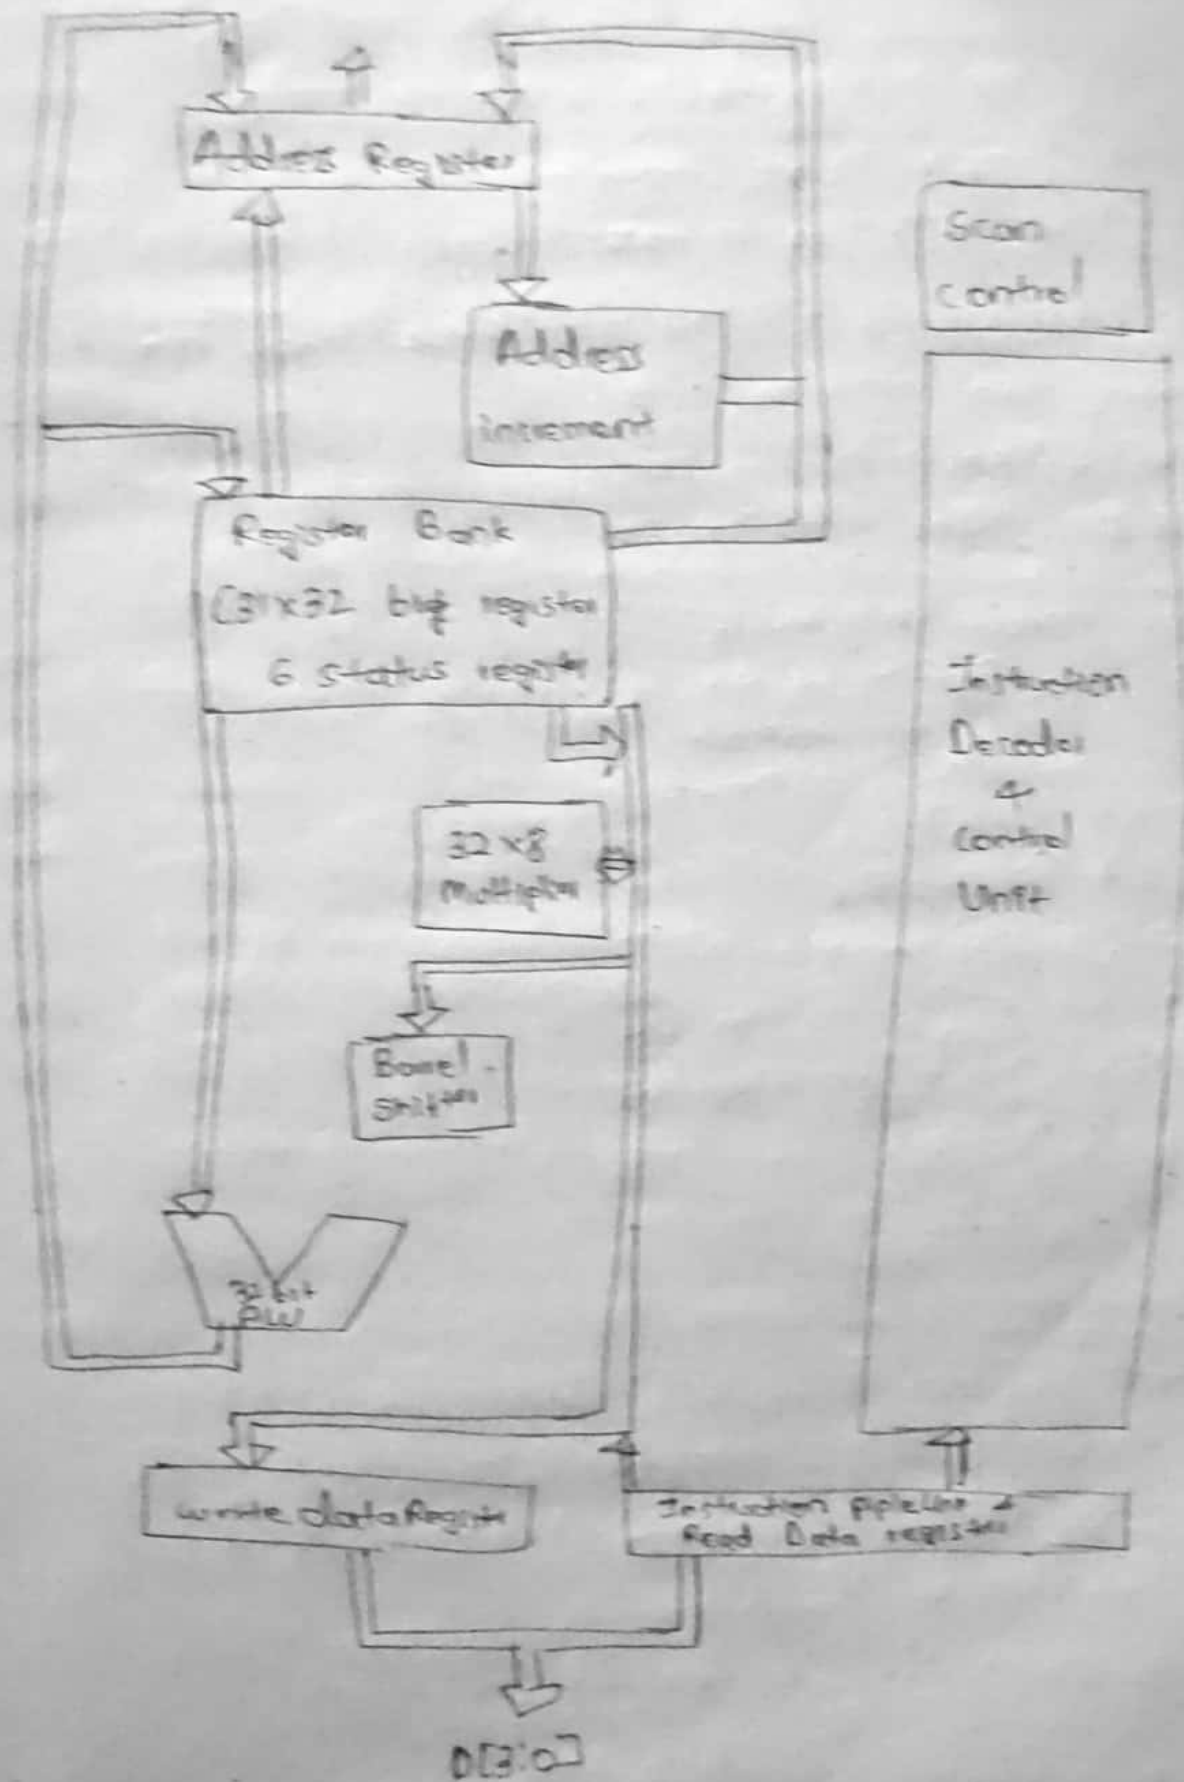 Address Register
Scan
control
Address
increment
Register Bank
(31x32 bit register
6 status register
Instruction
Decoder
&
control
Unit
32x8
Multiplier
Barrel
shifter
32 bit
ALU
write data Register
Instruction pipeline &
Read Data register
D[3:0]